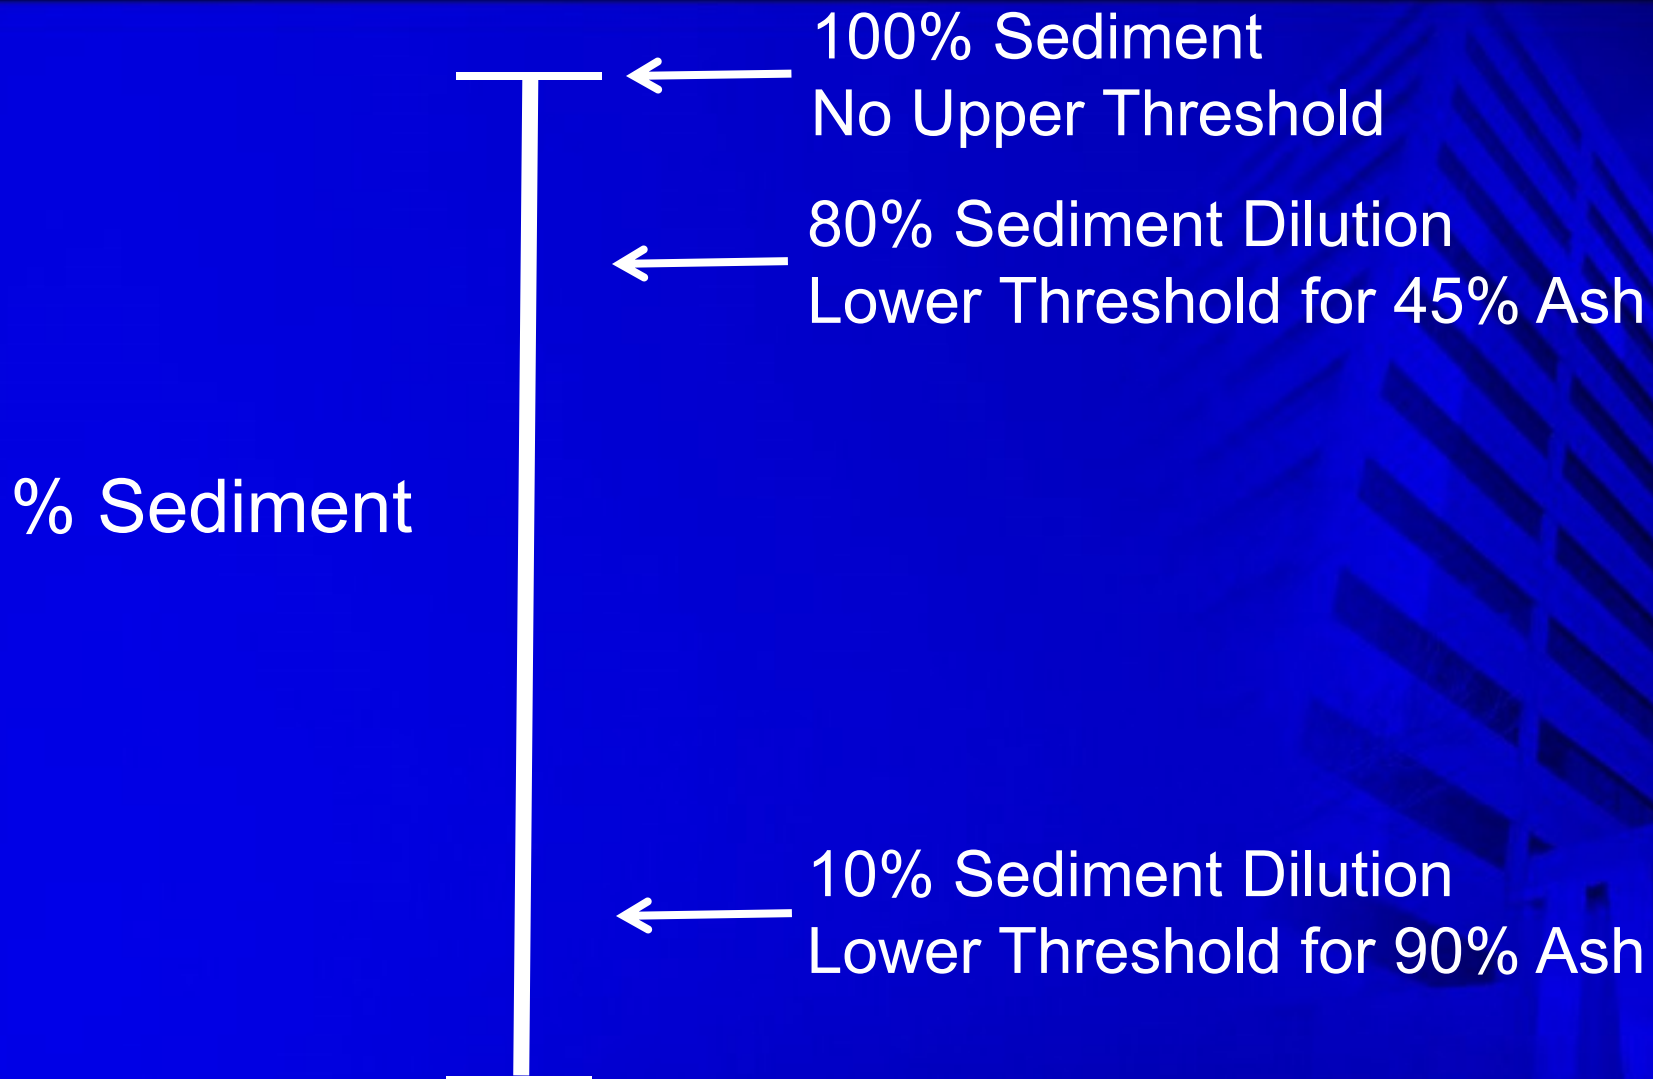 100% Sediment
No Upper Threshold
80% Sediment Dilution
Lower Threshold for 45% Ash
% Sediment
10% Sediment Dilution
Lower Threshold for 90% Ash